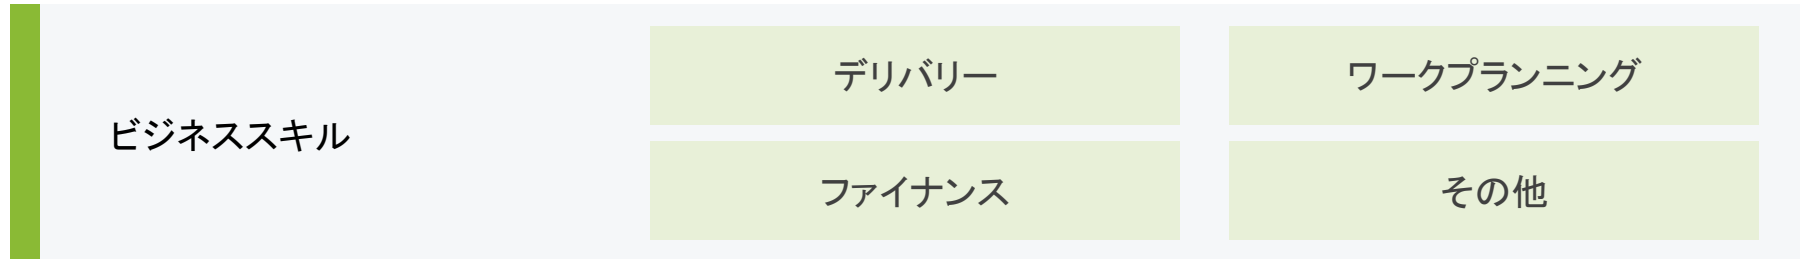 ビジネススキル
デリバリー
ワークプランニング
ファイナンス
その他